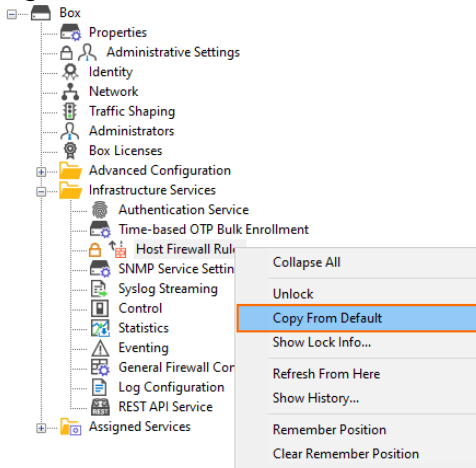 Box
Properties
Administrative Settings
Identity
Network
Traffic Shaping
Administrators
Box Licenses
Advanced Configuration
Infrastructure Services
Authentication Service
Time-based OTP Bulk Enrollment
Host Firewall Rule
SNMP Service Settin
Syslog Streaming
Control
Statistics
Eventing
General Firewall Con
Log Configuration
REST API Service
Assigned Services
Collapse All
Unlock
Copy From Default
Show Lock Info...
Refresh From Here
Show History...
Remember Position
Clear Remember Position